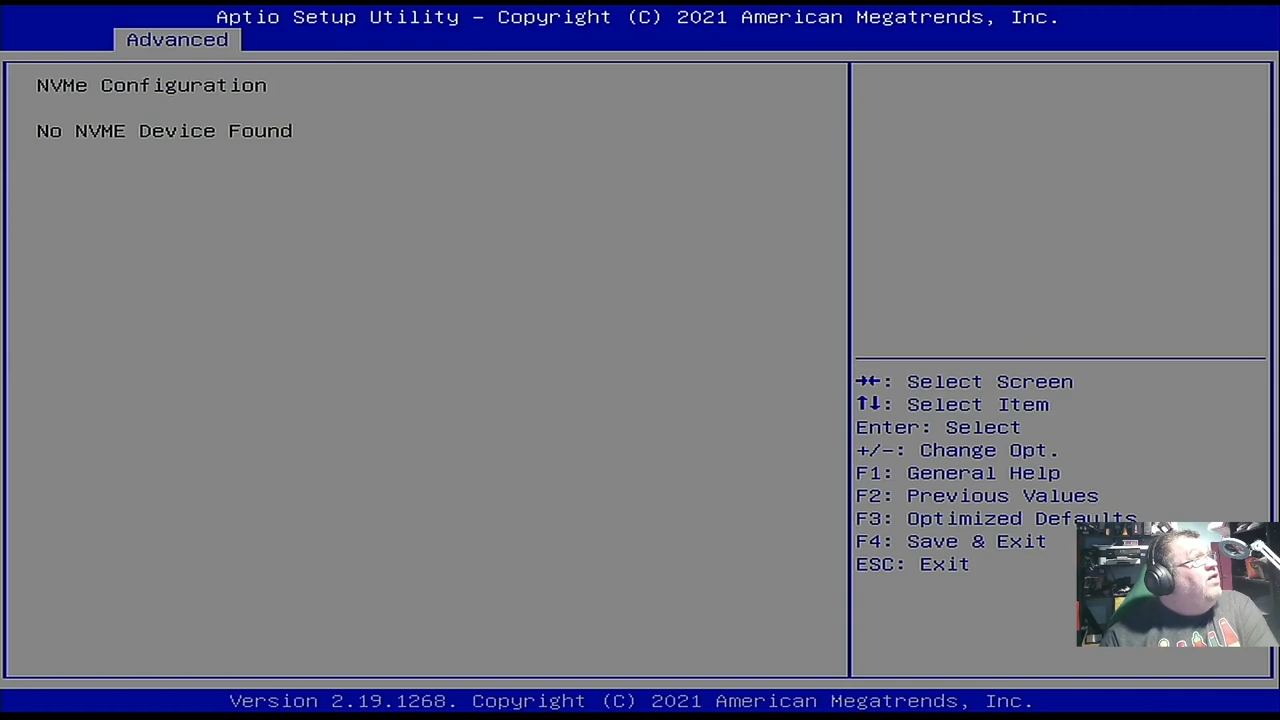 Aptio Setup Utility – Copyright (C) 2021 American Megatrends, Inc.
Advanced
NVMe Configuration
No NVME Device Found
→←: Select Screen
↑↓: Select Item
Enter: Select
+/-: Change Opt.
F1: General Help
F2: Previous Values
F3: Optimized Defaults
F4: Save & Exit
ESC: Exit
Version 2.19.1268. Copyright (C) 2021 American Megatrends, Inc.